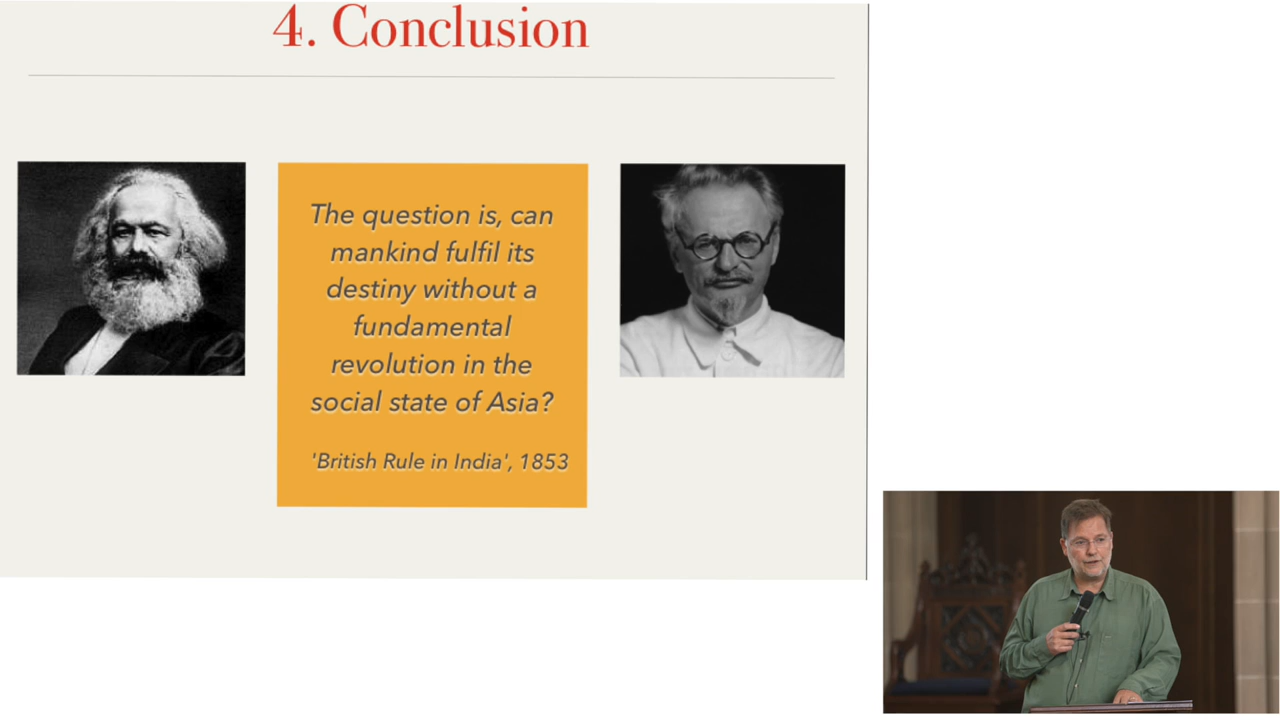 4. Conclusion
The question is, can
mankind fulfil its
destiny without a
fundamental
revolution in the
social state of Asia?
'British Rule in India', 1853